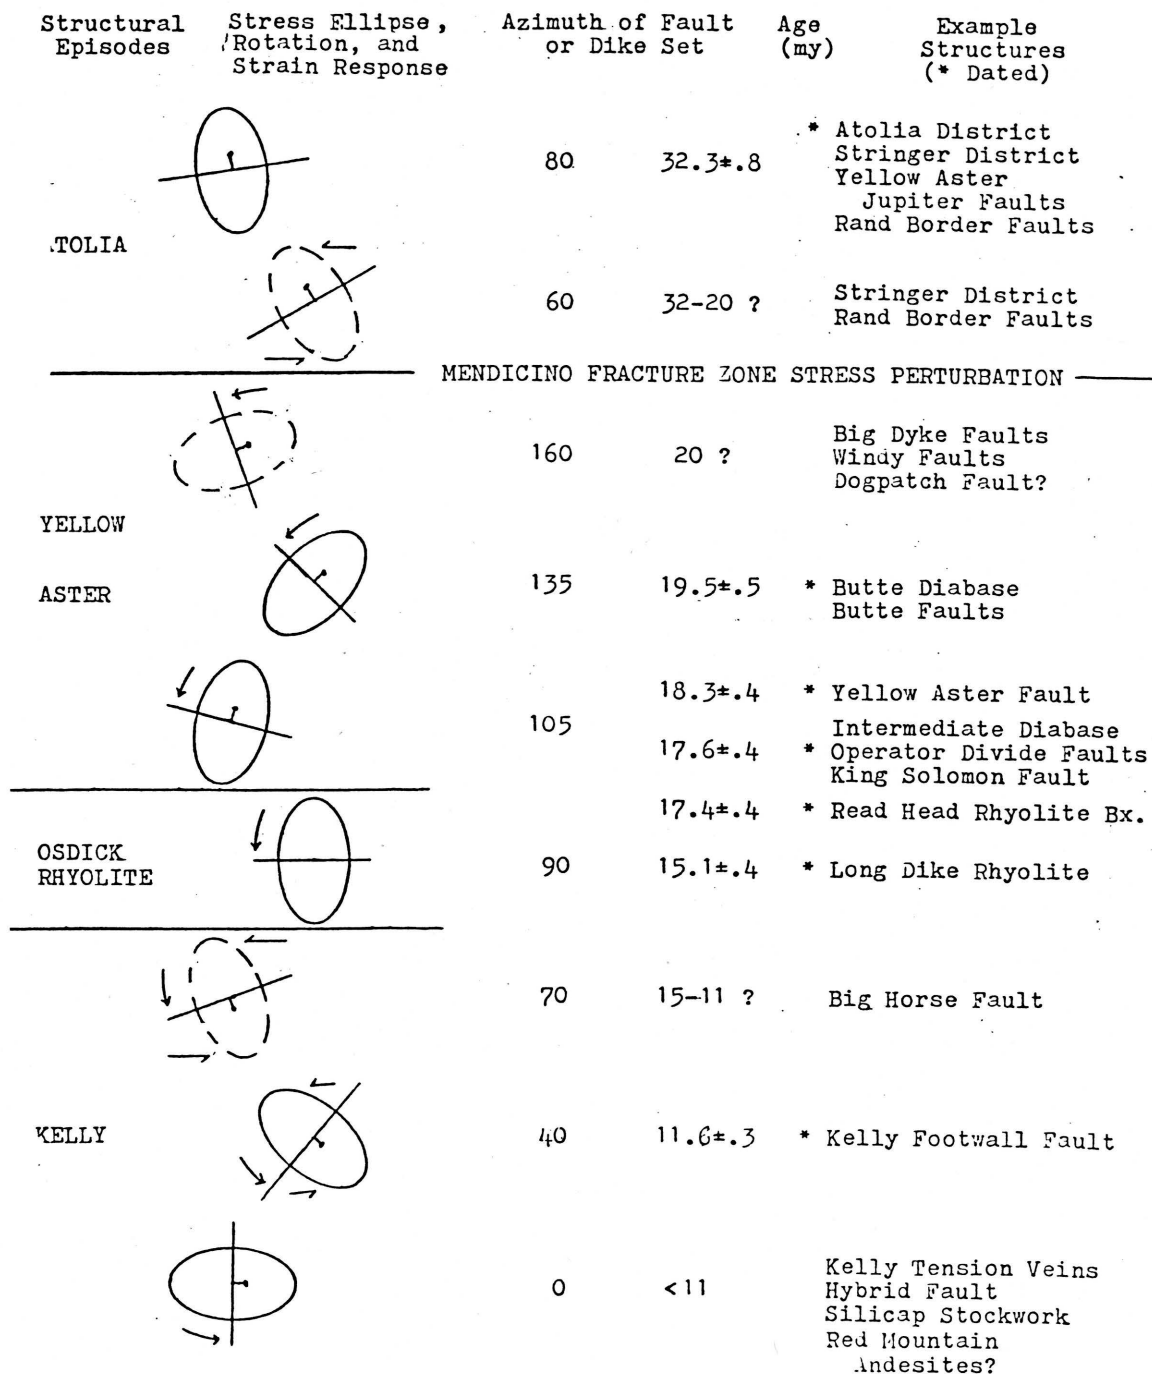 Structural Episodes
Stress Ellipse, Rotation, and Strain Response
Azimuth of Fault or Dike Set
Age (my)
Example Structures (* Dated)
80 32.3±.8 * Atolia District
Stringer District
Yellow Aster
Jupiter Faults
Rand Border Faults
TOLIA
60 32-20 ? Stringer District
Rand Border Faults
MENDICINO FRACTURE ZONE STRESS PERTURBATION
160 20 ? Big Dyke Faults
Windy Faults
Dogpatch Fault?
YELLOW
ASTER
135 19.5±.5 * Butte Diabase
Butte Faults
105 18.3±.4 * Yellow Aster Fault
Intermediate Diabase
17.6±.4 * Operator Divide Faults
King Solomon Fault
17.4±.4 * Read Head Rhyolite Bx.
OSDICK
RHYOLITE
90 15.1±.4 * Long Dike Rhyolite
70 15-11 ? Big Horse Fault
KELLY
40 11.6±.3 * Kelly Footwall Fault
0 <11 Kelly Tension Veins
Hybrid Fault
Silicap Stockwork
Red Mountain
Andesites?